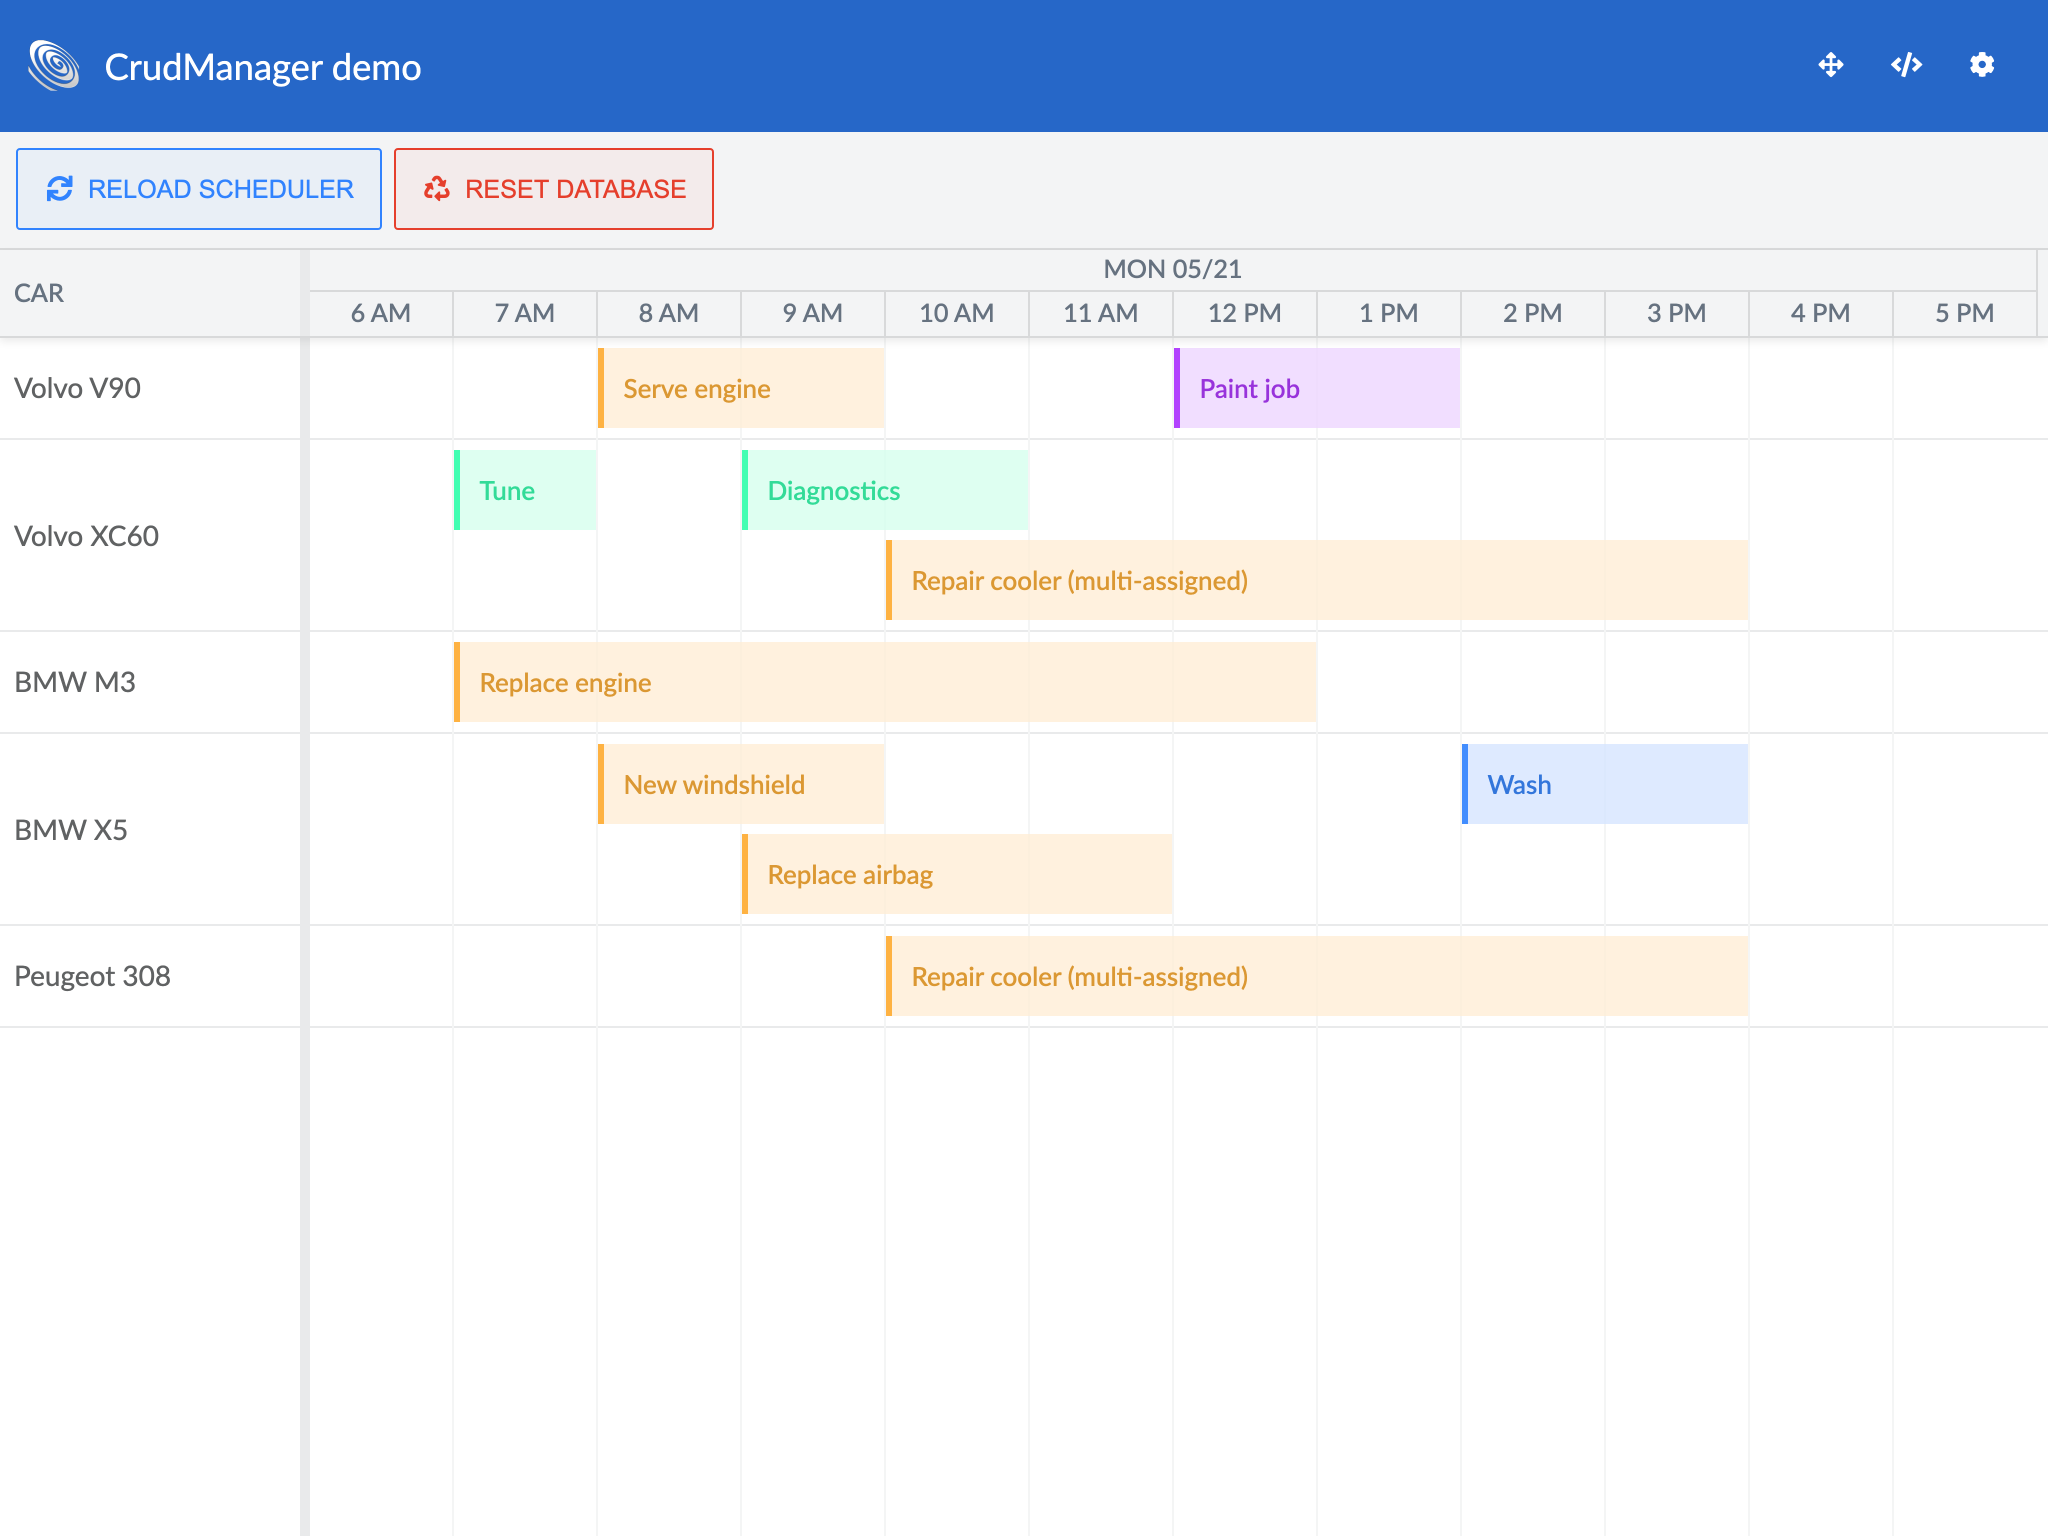 CrudManager demo
RELOAD SCHEDULER RESET DATABASE
CAR
MON 05/21
6 AM 7 AM 8 AM 9 AM 10 AM 11 AM 12 PM 1 PM 2 PM 3 PM 4 PM 5 PM
Volvo V90 Serve engine Paint job
Tune Diagnostics
Volvo XC60
Repair cooler (multi-assigned)
BMW M3 Replace engine
New windshield Wash
BMW X5
Replace airbag
Peugeot 308 Repair cooler (multi-assigned)